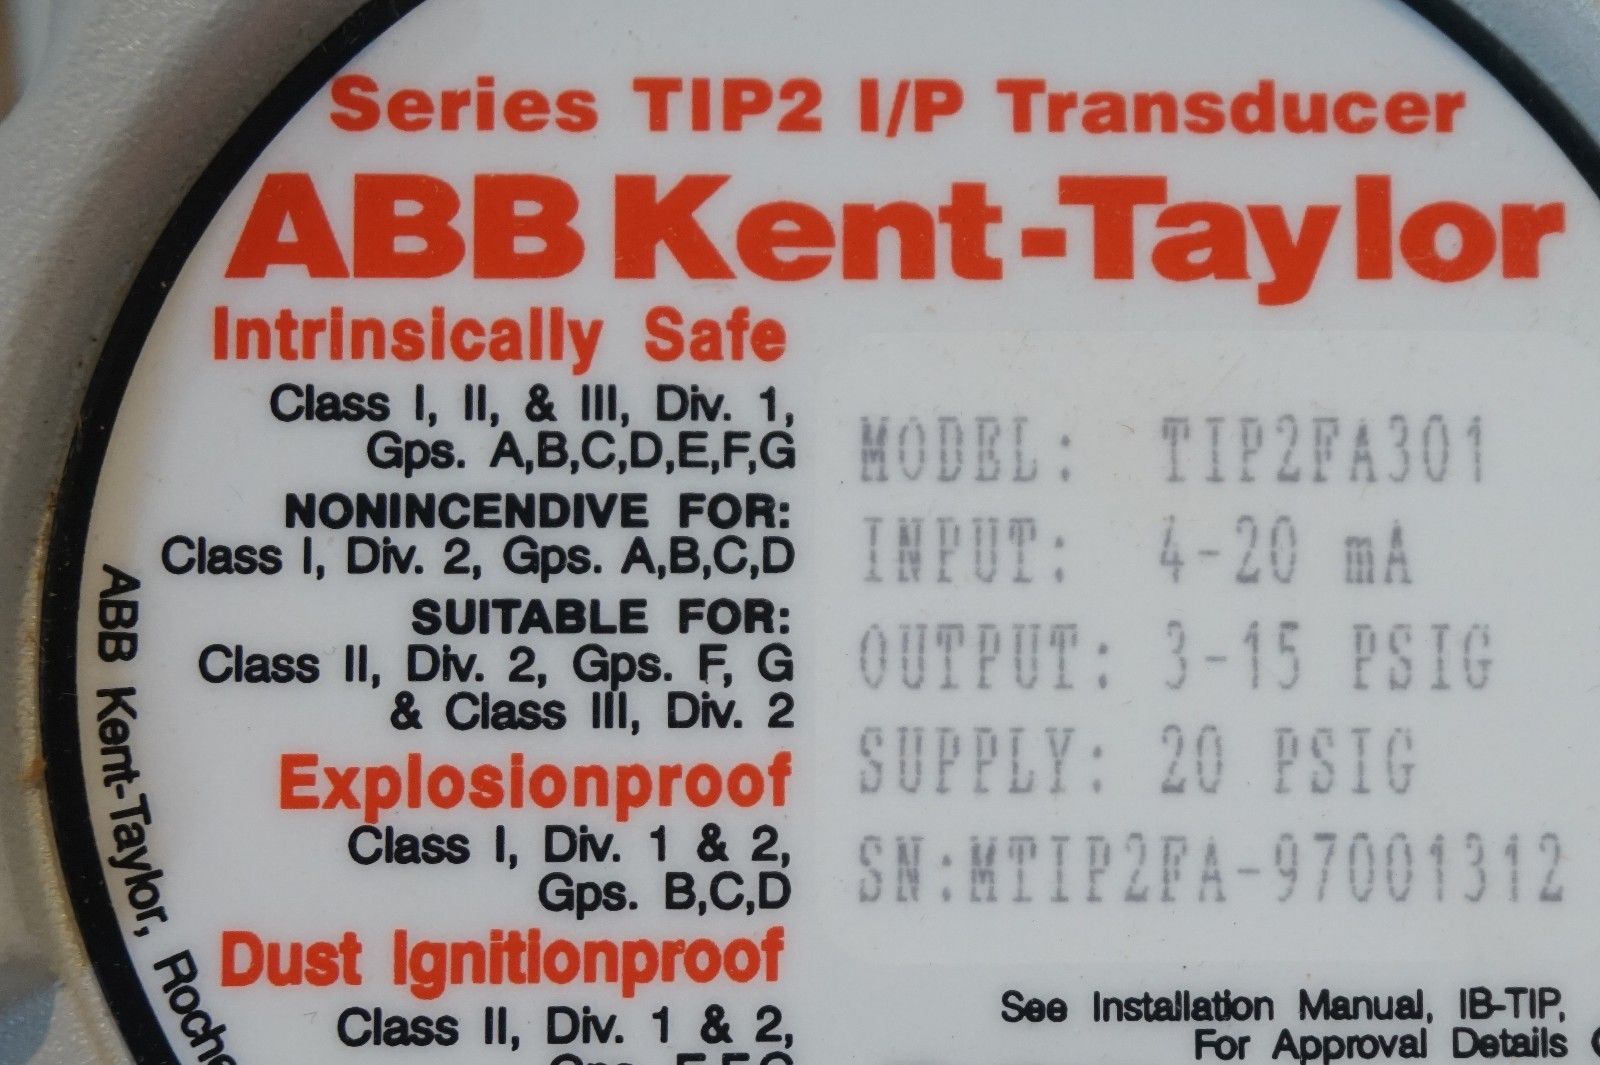 Series TIP2 I/P Transducer
ABB Kent-Taylor
Intrinsically Safe
Class I, II, & III, Div. 1,
Gps. A,B,C,D,E,F,G
NONINCENDIVE FOR:
Class I, Div. 2, Gps. A,B,C,D
SUITABLE FOR:
Class II, Div. 2, Gps. F, G
& Class III, Div. 2
Explosionproof
Class I, Div. 1 & 2,
Gps. B,C,D
Dust Ignitionproof
Class II, Div. 1 & 2,
MODEL: TIP2FA301
INPUT: 4-20 mA
OUTPUT: 3-15 PSIG
SUPPLY: 20 PSIG
SN:MTIP2FA-97001312
See Installation Manual, IB-TIP,
For Approval Details
ABB Kent-Taylor, Roche